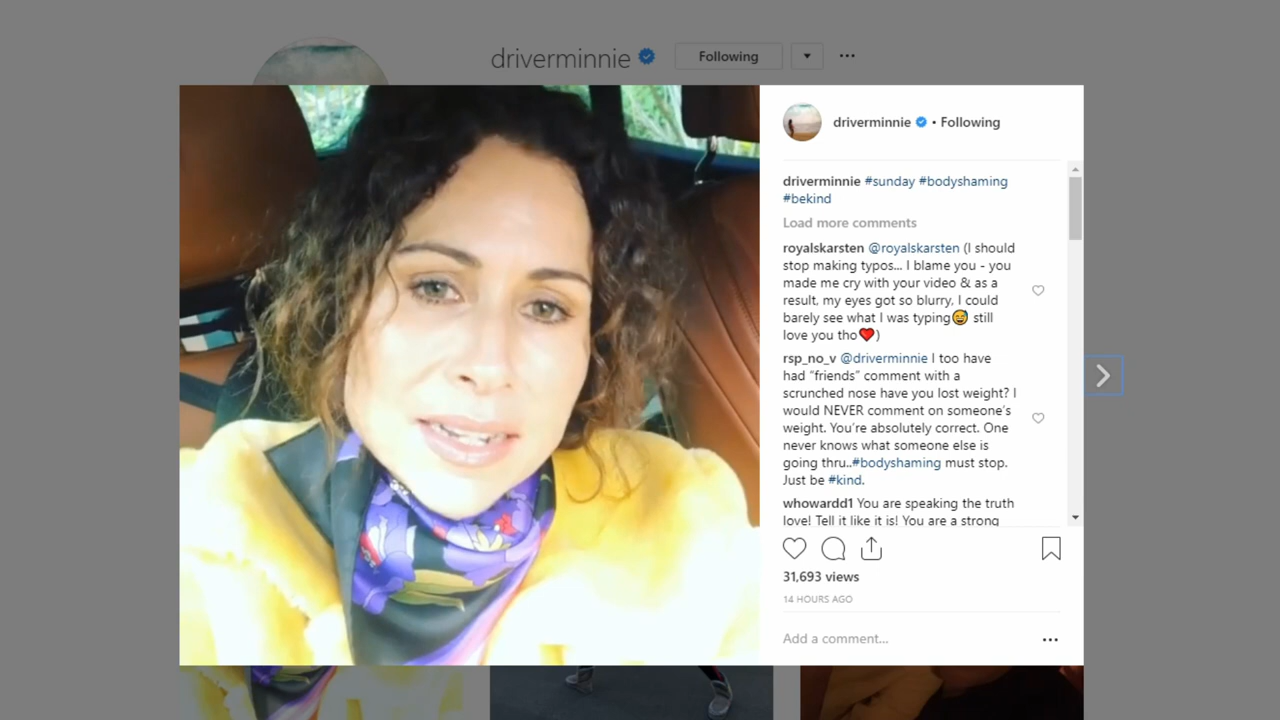 driverminnie Following
driverminnie • Following
driverminnie #sunday #bodyshaming
#bekind
Load more comments
royalskarsten @royalskarsten (I should
stop making typos... I blame you - you
made me cry with your video & as a
result, my eyes got so blurry, I could
barely see what I was typing😅 still
love you tho❤️)
rsp_no_v @driverminnie I too have
had “friends” comment with a
scrunched nose have you lost weight? I
would NEVER comment on someone’s
weight. You’re absolutely correct. One
never knows what someone else is
going thru..#bodyshaming must stop.
Just be #kind.
whowardd1 You are speaking the truth
love! Tell it like it is! You are a strong
31,693 views
14 HOURS AGO
Add a comment...